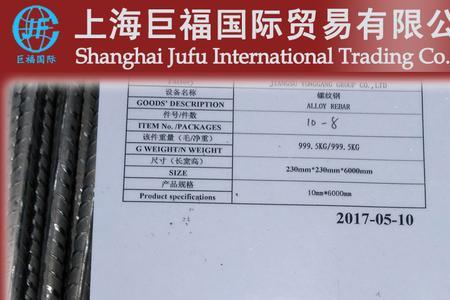 上海巨福国际贸易有限公
Shanghai Jufu International Trading Co.
巨福国际
Factory JIANGSU YONGGANG GROUP CO.,LTD
设备名称 螺纹钢
GOODS' DESCRIPTION ALLOY REBAR
件号/件数 10-8
ITEM No. /PACKAGES
该件重量(毛/净重) 999.5KG/999.5KG
G WEIGHT/N WEIGHT
尺寸(长宽高) 230mm*230mm*6000mm
SIZE
产品规格 10mm*6000mm
Product specifications
2017-05-10